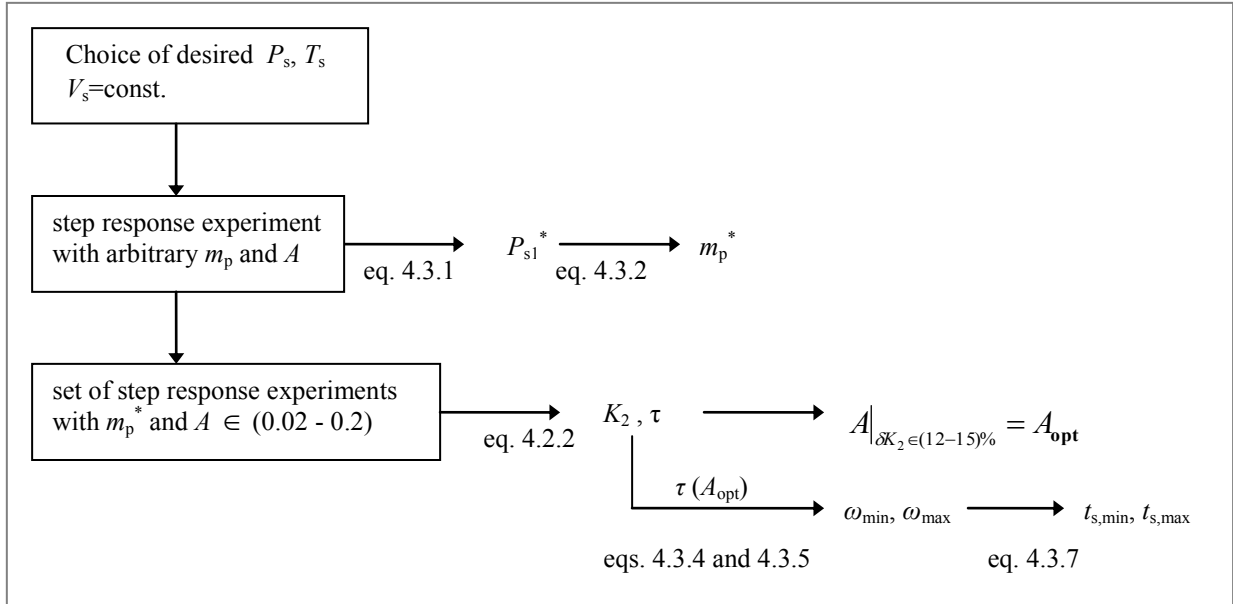 Choice of desired P_s, T_s
V_s=const.
step response experiment
with arbitrary m_p and A
eq. 4.3.1
P_s1^*
eq. 4.3.2
m_p^*
set of step response experiments
with m_p^* and A ∈ (0.02 - 0.2)
eq. 4.2.2
K_2 , τ
A|_δK_2∈(12−15)% = A_opt
τ (A_opt)
ω_min, ω_max
t_s,min, t_s,max
eqs. 4.3.4 and 4.3.5
eq. 4.3.7